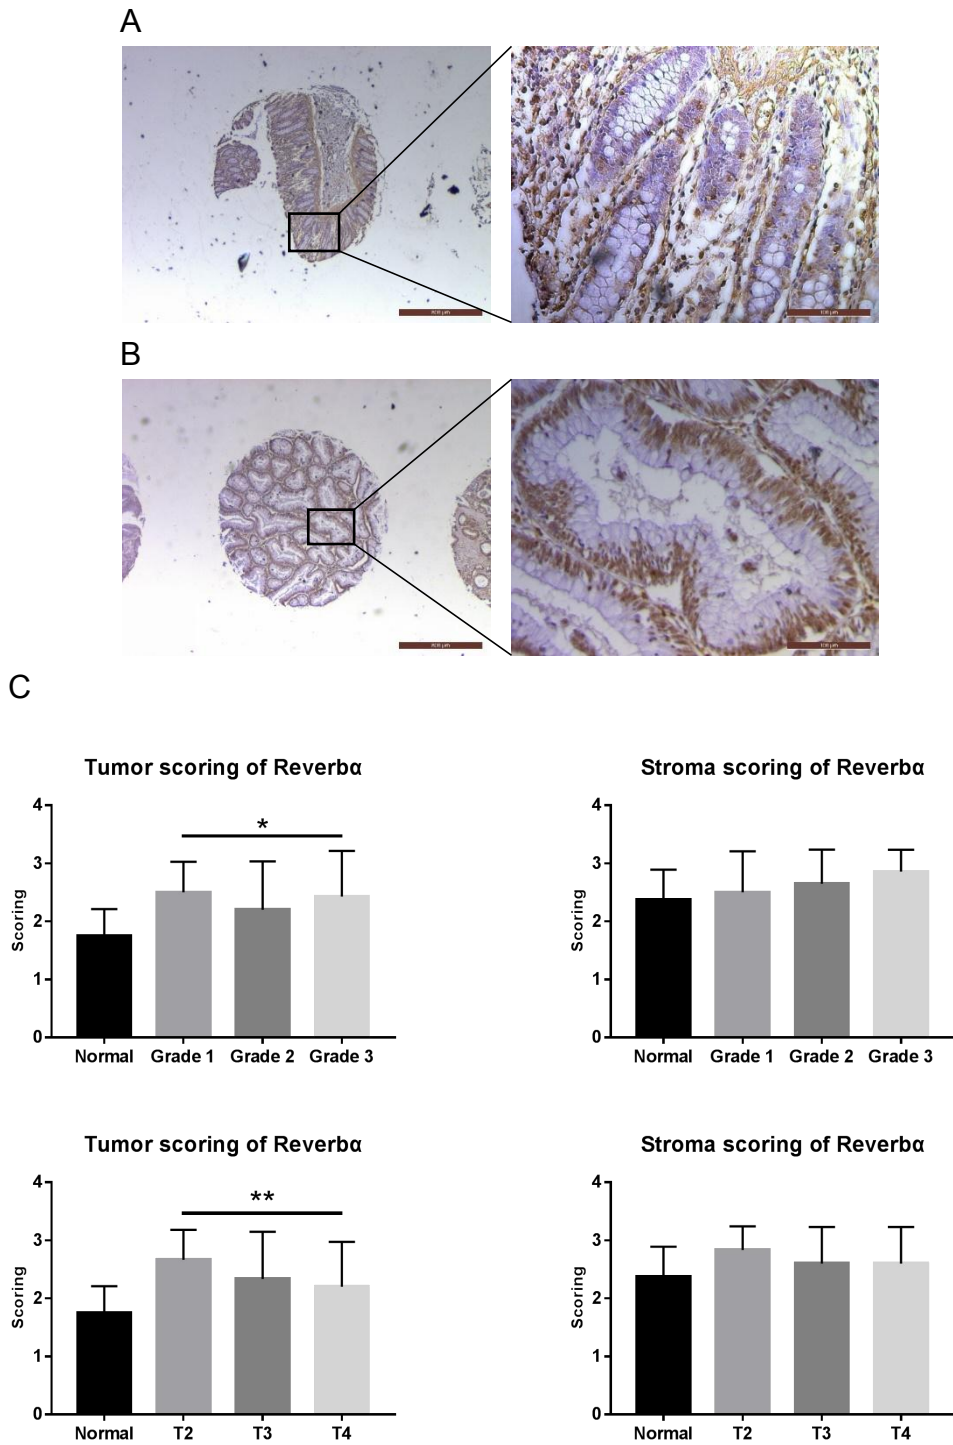 A
B
C
Tumor scoring of Reverbα
Scoring
4
3
2
1
0
Normal Grade 1 Grade 2 Grade 3
*
Stroma scoring of Reverbα
Scoring
4
3
2
1
0
Normal Grade 1 Grade 2 Grade 3
Tumor scoring of Reverbα
Scoring
4
3
2
1
0
Normal T2 T3 T4
**
Stroma scoring of Reverbα
Scoring
4
3
2
1
0
Normal T2 T3 T4